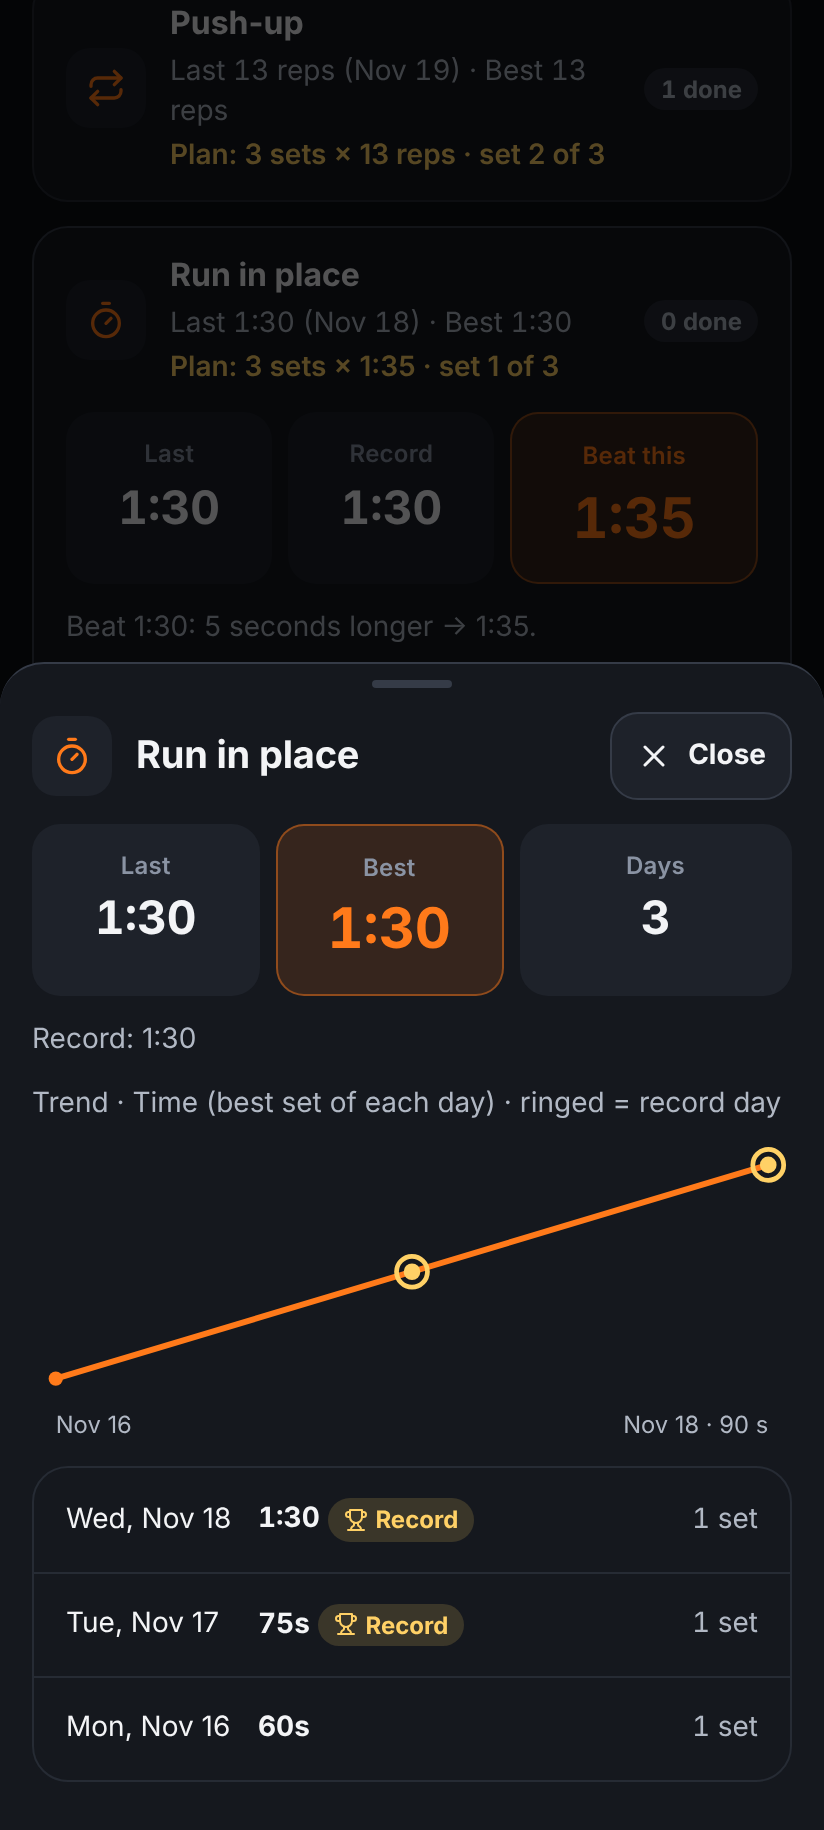 Push-up
Last 13 reps (Nov 19) · Best 13
reps
1 done
Plan: 3 sets × 13 reps · set 2 of 3
Run in place
Last 1:30 (Nov 18) · Best 1:30
0 done
Plan: 3 sets × 1:35 · set 1 of 3
Last
Record
Beat this
1:30
1:30
1:35
Beat 1:30: 5 seconds longer → 1:35.
Run in place
Close
Last
Best
Days
1:30
1:30
3
Record: 1:30
Trend · Time (best set of each day) · ringed = record day
Nov 16
Nov 18 · 90 s
Wed, Nov 18 1:30 Record 1 set
Tue, Nov 17 75s Record 1 set
Mon, Nov 16 60s 1 set